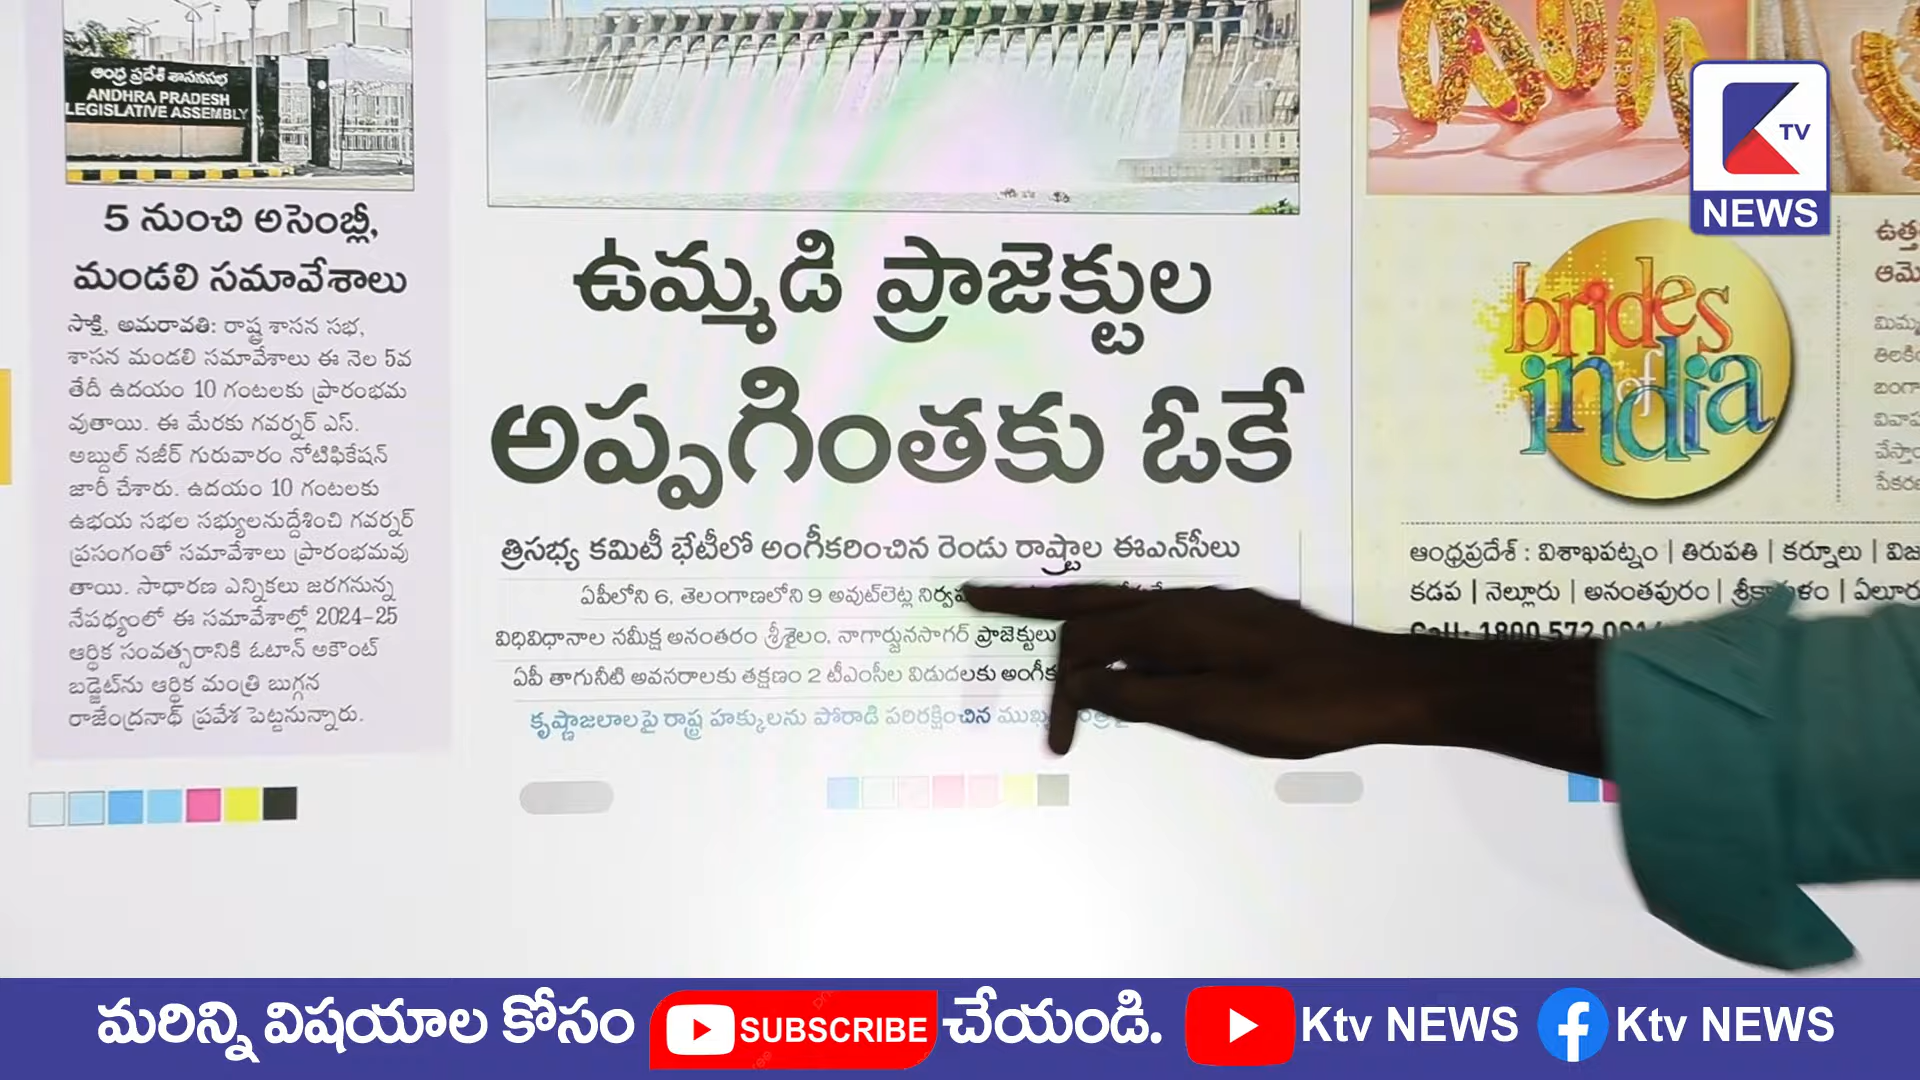 ఆంధ్ర ప్రదేశ్ శాసనసభ
ANDHRA PRADESH
LEGISLATIVE ASSEMBLY
5 నుంచి అసెంబ్లీ,
మండలి సమావేశాలు
సాక్షి, అమరావతి: రాష్ట్ర శాసన సభ,
శాసన మండలి సమావేశాలు ఈ నెల 5వ
తేదీ ఉదయం 10 గంటలకు ప్రారంభమ
వుతాయి. ఈ మేరకు గవర్నర్ ఎస్.
అబ్దుల్ నజీర్ గురువారం నోటిఫికేషన్
జారీ చేశారు. ఉదయం 10 గంటలకు
ఉభయ సభల సభ్యులనుద్దేశించి గవర్నర్
ప్రసంగంతో సమావేశాలు ప్రారంభమవు
తాయి. సాధారణ ఎన్నికలు జరగనున్న
నేపథ్యంలో ఈ సమావేశాల్లో 2024-25
ఆర్థిక సంవత్సరానికి ఓటాన్ అకౌంట్
బడ్జెట్‌ను ఆర్థిక మంత్రి బుగ్గన
రాజేంద్రనాథ్ ప్రవేశ పెట్టనున్నారు.
ఉమ్మడి ప్రాజెక్టుల
అప్పగింతకు ఓకే
త్రిసభ్య కమిటీ భేటీలో అంగీకరించిన రెండు రాష్ట్రాల ఈఎన్‌సీలు
ఏపీలోని 6, తెలంగాణలోని 9 అవుట్‌లెట్ల
విధివిధానాల సమీక్ష అనంతరం శ్రీశైలం, నాగార్జునసాగర్ ప్రాజెక్టులు
ఏపీ తాగునీటి అవసరాలకు తక్షణం 2 టీఎంసీల విడుదలకు
కృష్ణాజలాలపై రాష్ట్ర హక్కులను పోరాడి పరిరక్షించిన
TV
NEWS
brides
of
india
ఆంధ్రప్రదేశ్ : విశాఖపట్నం | తిరుపతి | కర్నూలు |
కడప | నెల్లూరు | అనంతపురం | శ్రీకాకుళం | ఏలూరు
మరిన్ని విషయాల కోసం SUBSCRIBE చేయండి. Ktv NEWS Ktv NEWS